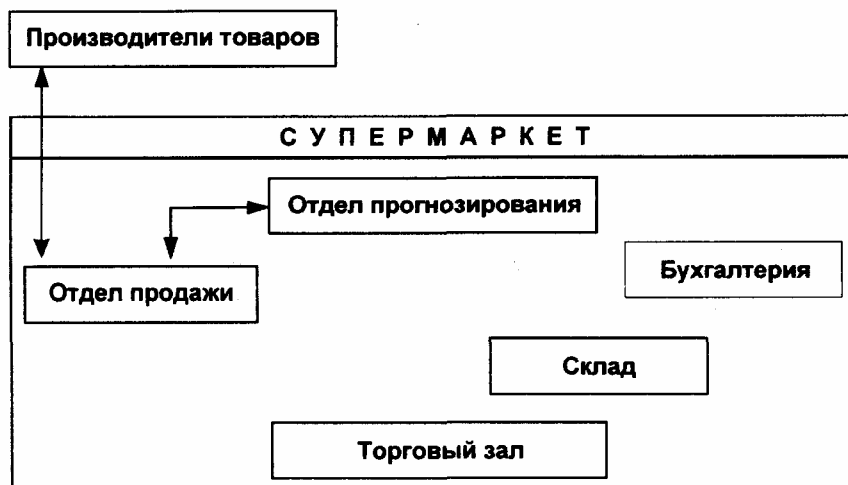 Производители товаров
СУПЕРМАРКЕТ
Отдел прогнозирования
Бухгалтерия
Отдел продажи
Склад
Торговый зал